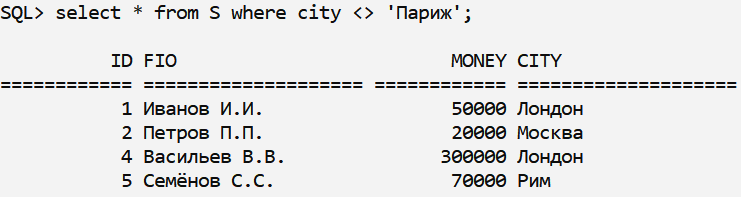 SQL> select * from S where city <> 'Париж';
ID FIO MONEY CITY
============ ==================== ============ ====================
1 Иванов И.И. 50000 Лондон
2 Петров П.П. 20000 Москва
4 Васильев В.В. 300000 Лондон
5 Семёнов С.С. 70000 Рим